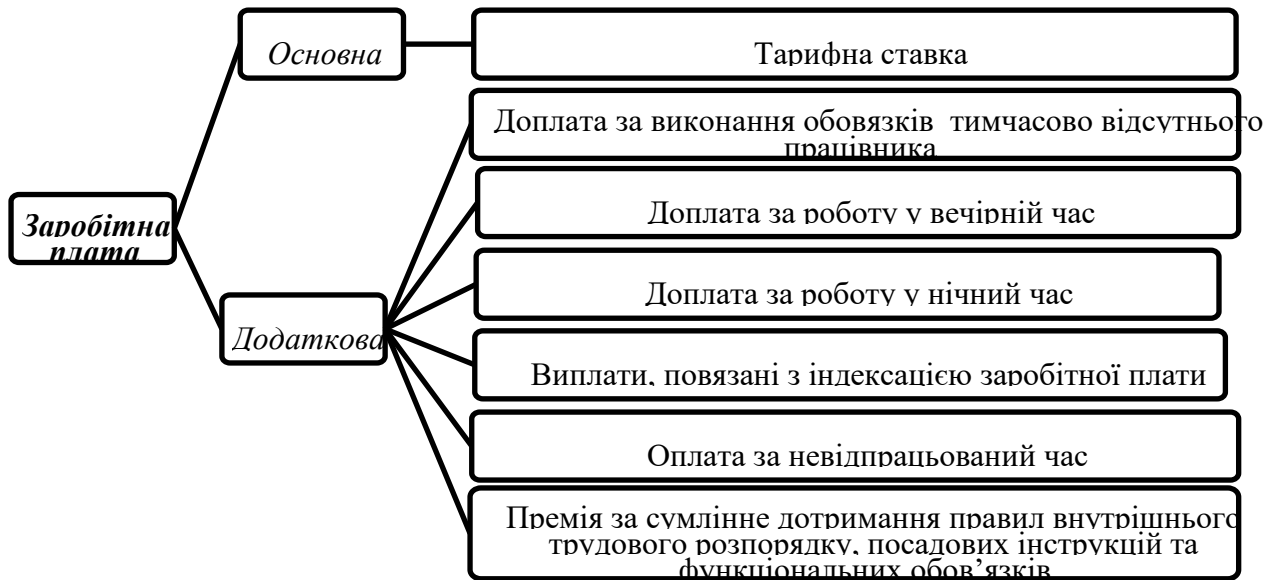 Основна
Тарифна ставка
Доплата за виконання обовязків тимчасово відсутнього
працівника
Доплата за роботу у вечірній час
Заробітна
плата
Доплата за роботу у нічний час
Додаткова
Виплати, повязані з індексацією заробітної плати
Оплата за невідпрацьований час
Премія за сумлінне дотримання правил внутрішнього
трудового розпорядку, посадових інструкцій та
функціональних обов’язків